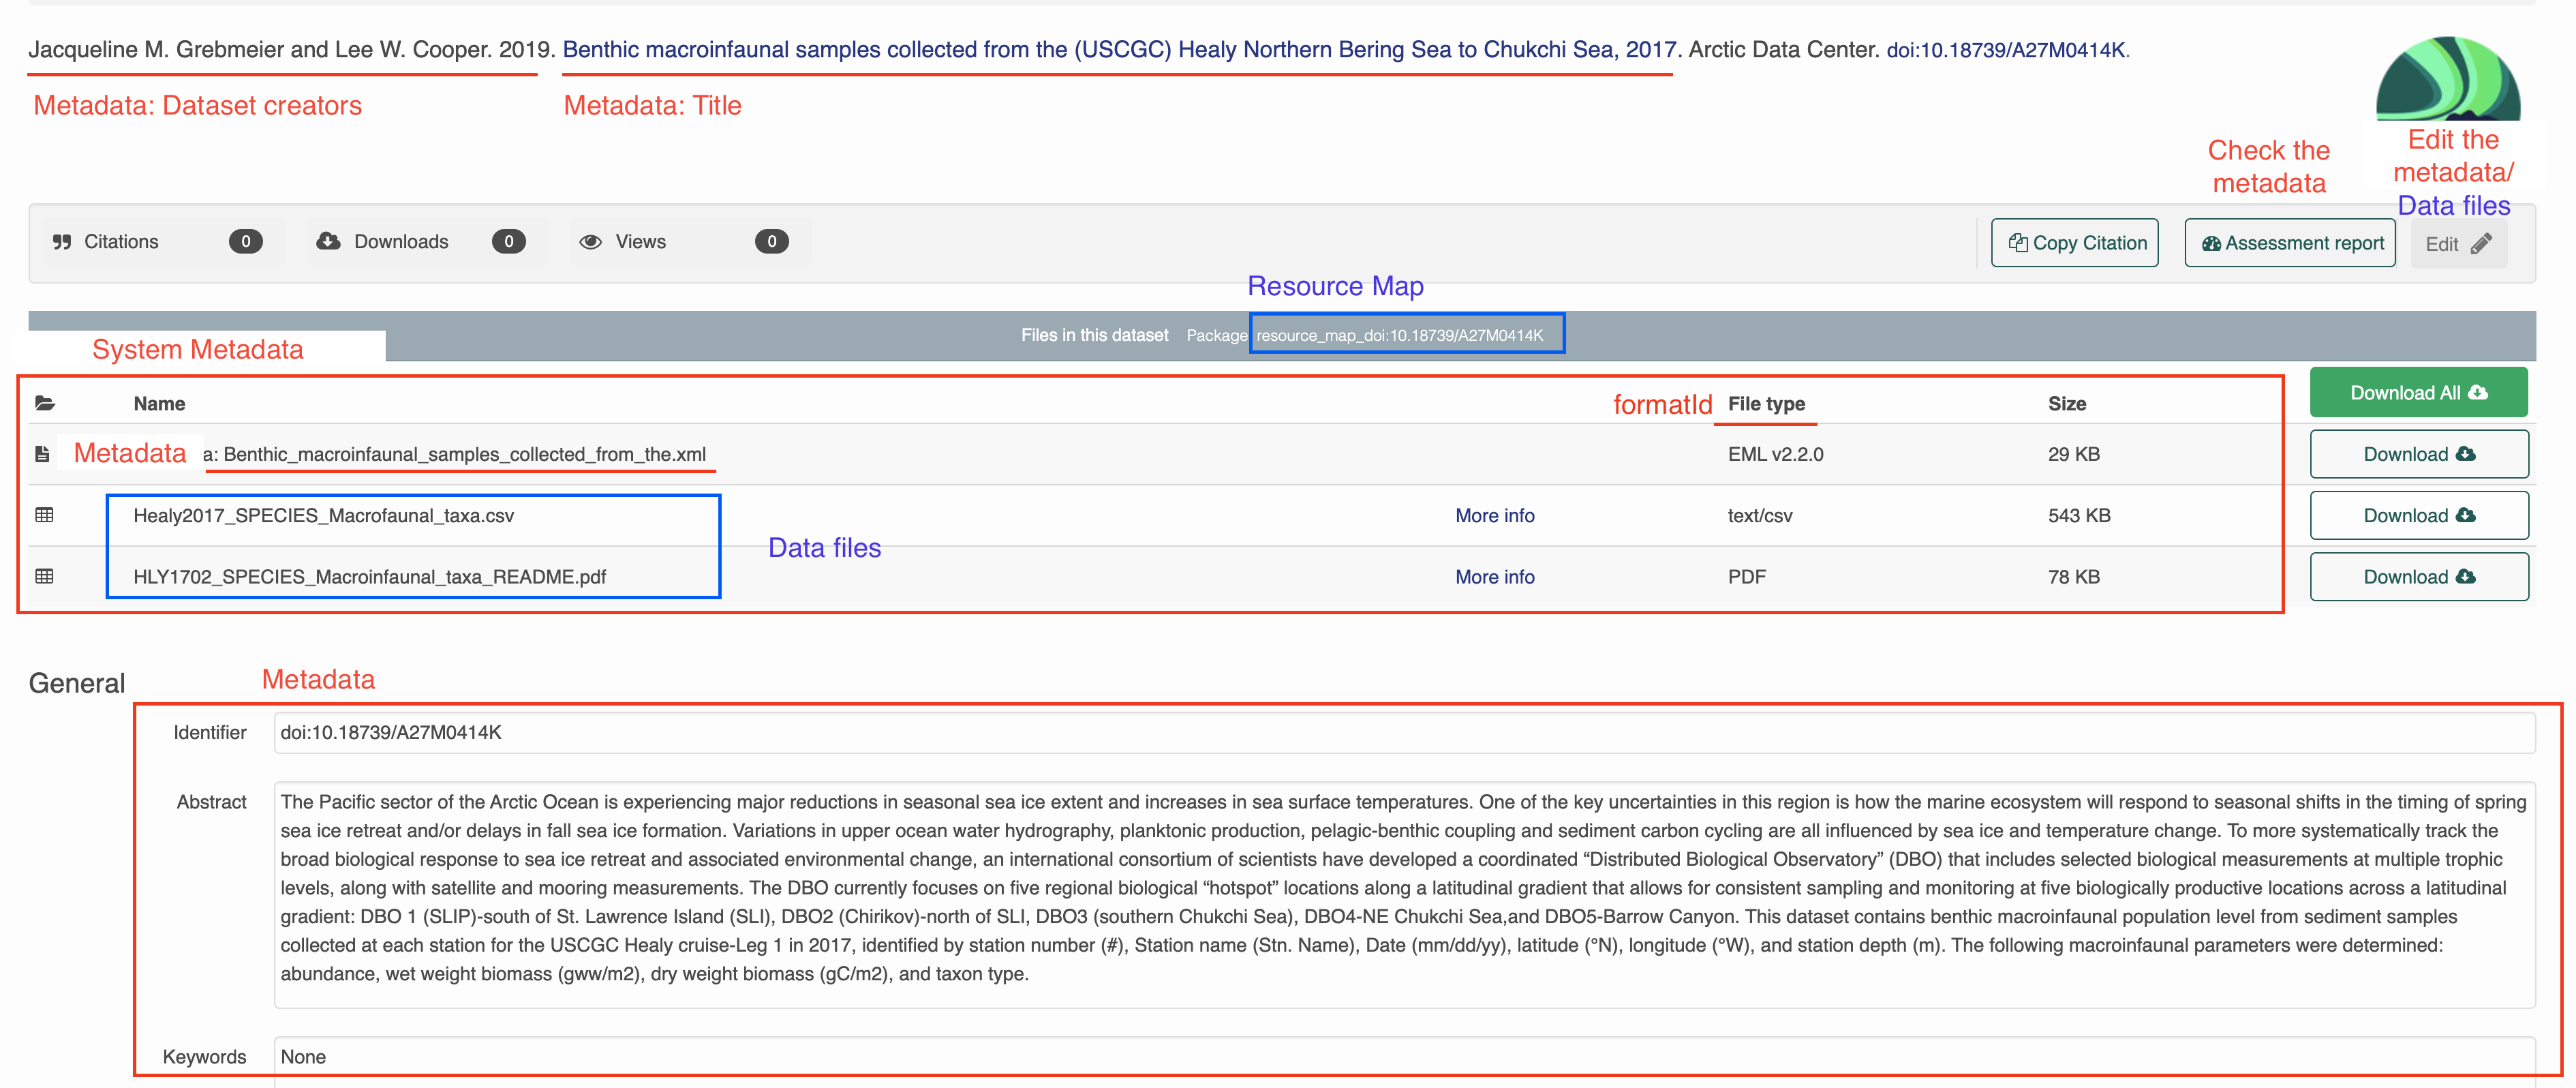 Jacqueline M. Grebmeier and Lee W. Cooper. 2019. Benthic macroinfaunal samples collected from the (USCGC) Healy Northern Bering Sea to Chukchi Sea, 2017. Arctic Data Center. doi:10.18739/A27M0414K.
Metadata: Dataset creators
Metadata: Title
Check the
metadata
Edit the
metadata/
Data files
Citations 0 Downloads 0 Views 0 Copy Citation Assessment report Edit
Resource Map
Files in this dataset Package resource_map_doi:10.18739/A27M0414K
System Metadata
Name formatId File type Size Download All
Metadata a: Benthic_macroinfaunal_samples_collected_from_the.xml EML v2.2.0 29 KB Download
Healy2017_SPECIES_Macrofaunal_taxa.csv More info text/csv 543 KB Download
Data files
HLY1702_SPECIES_Macroinfaunal_taxa_README.pdf More info PDF 78 KB Download
General Metadata
Identifier doi:10.18739/A27M0414K
Abstract The Pacific sector of the Arctic Ocean is experiencing major reductions in seasonal sea ice extent and increases in sea surface temperatures. One of the key uncertainties in this region is how the marine ecosystem will respond to seasonal shifts in the timing of spring
sea ice retreat and/or delays in fall sea ice formation. Variations in upper ocean water hydrography, planktonic production, pelagic-benthic coupling and sediment carbon cycling are all influenced by sea ice and temperature change. To more systematically track the
broad biological response to sea ice retreat and associated environmental change, an international consortium of scientists have developed a coordinated “Distributed Biological Observatory” (DBO) that includes selected biological measurements at multiple trophic
levels, along with satellite and mooring measurements. The DBO currently focuses on five regional biological “hotspot” locations along a latitudinal gradient that allows for consistent sampling and monitoring at five biologically productive locations across a latitudinal
gradient: DBO 1 (SLIP)-south of St. Lawrence Island (SLI), DBO2 (Chirikov)-north of SLI, DBO3 (southern Chukchi Sea), DBO4-NE Chukchi Sea,and DBO5-Barrow Canyon. This dataset contains benthic macroinfaunal population level from sediment samples
collected at each station for the USCGC Healy cruise-Leg 1 in 2017, identified by station number (#), Station name (Stn. Name), Date (mm/dd/yy), latitude (°N), longitude (°W), and station depth (m). The following macroinfaunal parameters were determined:
abundance, wet weight biomass (gww/m2), dry weight biomass (gC/m2), and taxon type.
Keywords None